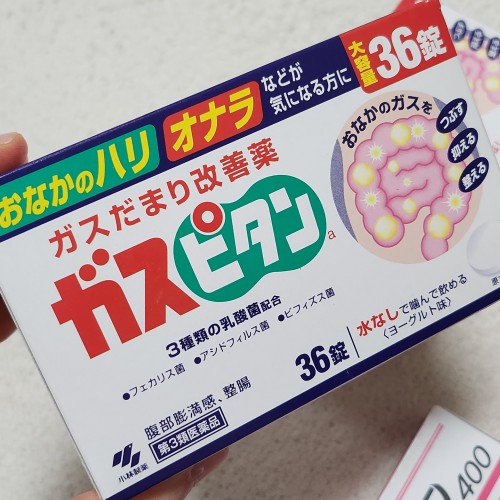 おなかのハリ オナラ などが気になる方に 大容量 36錠
ガスだまり改善薬
ガスピタンa
おなかのガスを
つぶす
抑える
整える
3種類の乳酸菌配合
・フェカリス菌 ・アシドフィルス菌 ・ビフィズス菌
36錠
水なしで噛んで飲める
〈ヨーグルト味〉
腹部膨満感、整腸
第3類医薬品
小林製薬
400